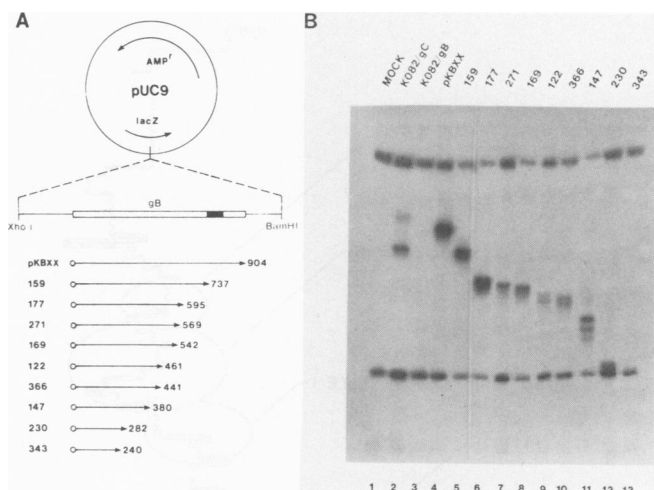 A
AMPr
pUC9
lacZ
gB
Xho I
BamHI
pKBXX 904
159 737
177 595
271 569
169 542
122 461
366 441
147 380
230 282
343 240
B
MOCK
K082:gC
K082:gB
pKBXX
159
177
271
169
122
366
147
230
343
1 2 3 4 5 6 7 8 9 10 11 12 13